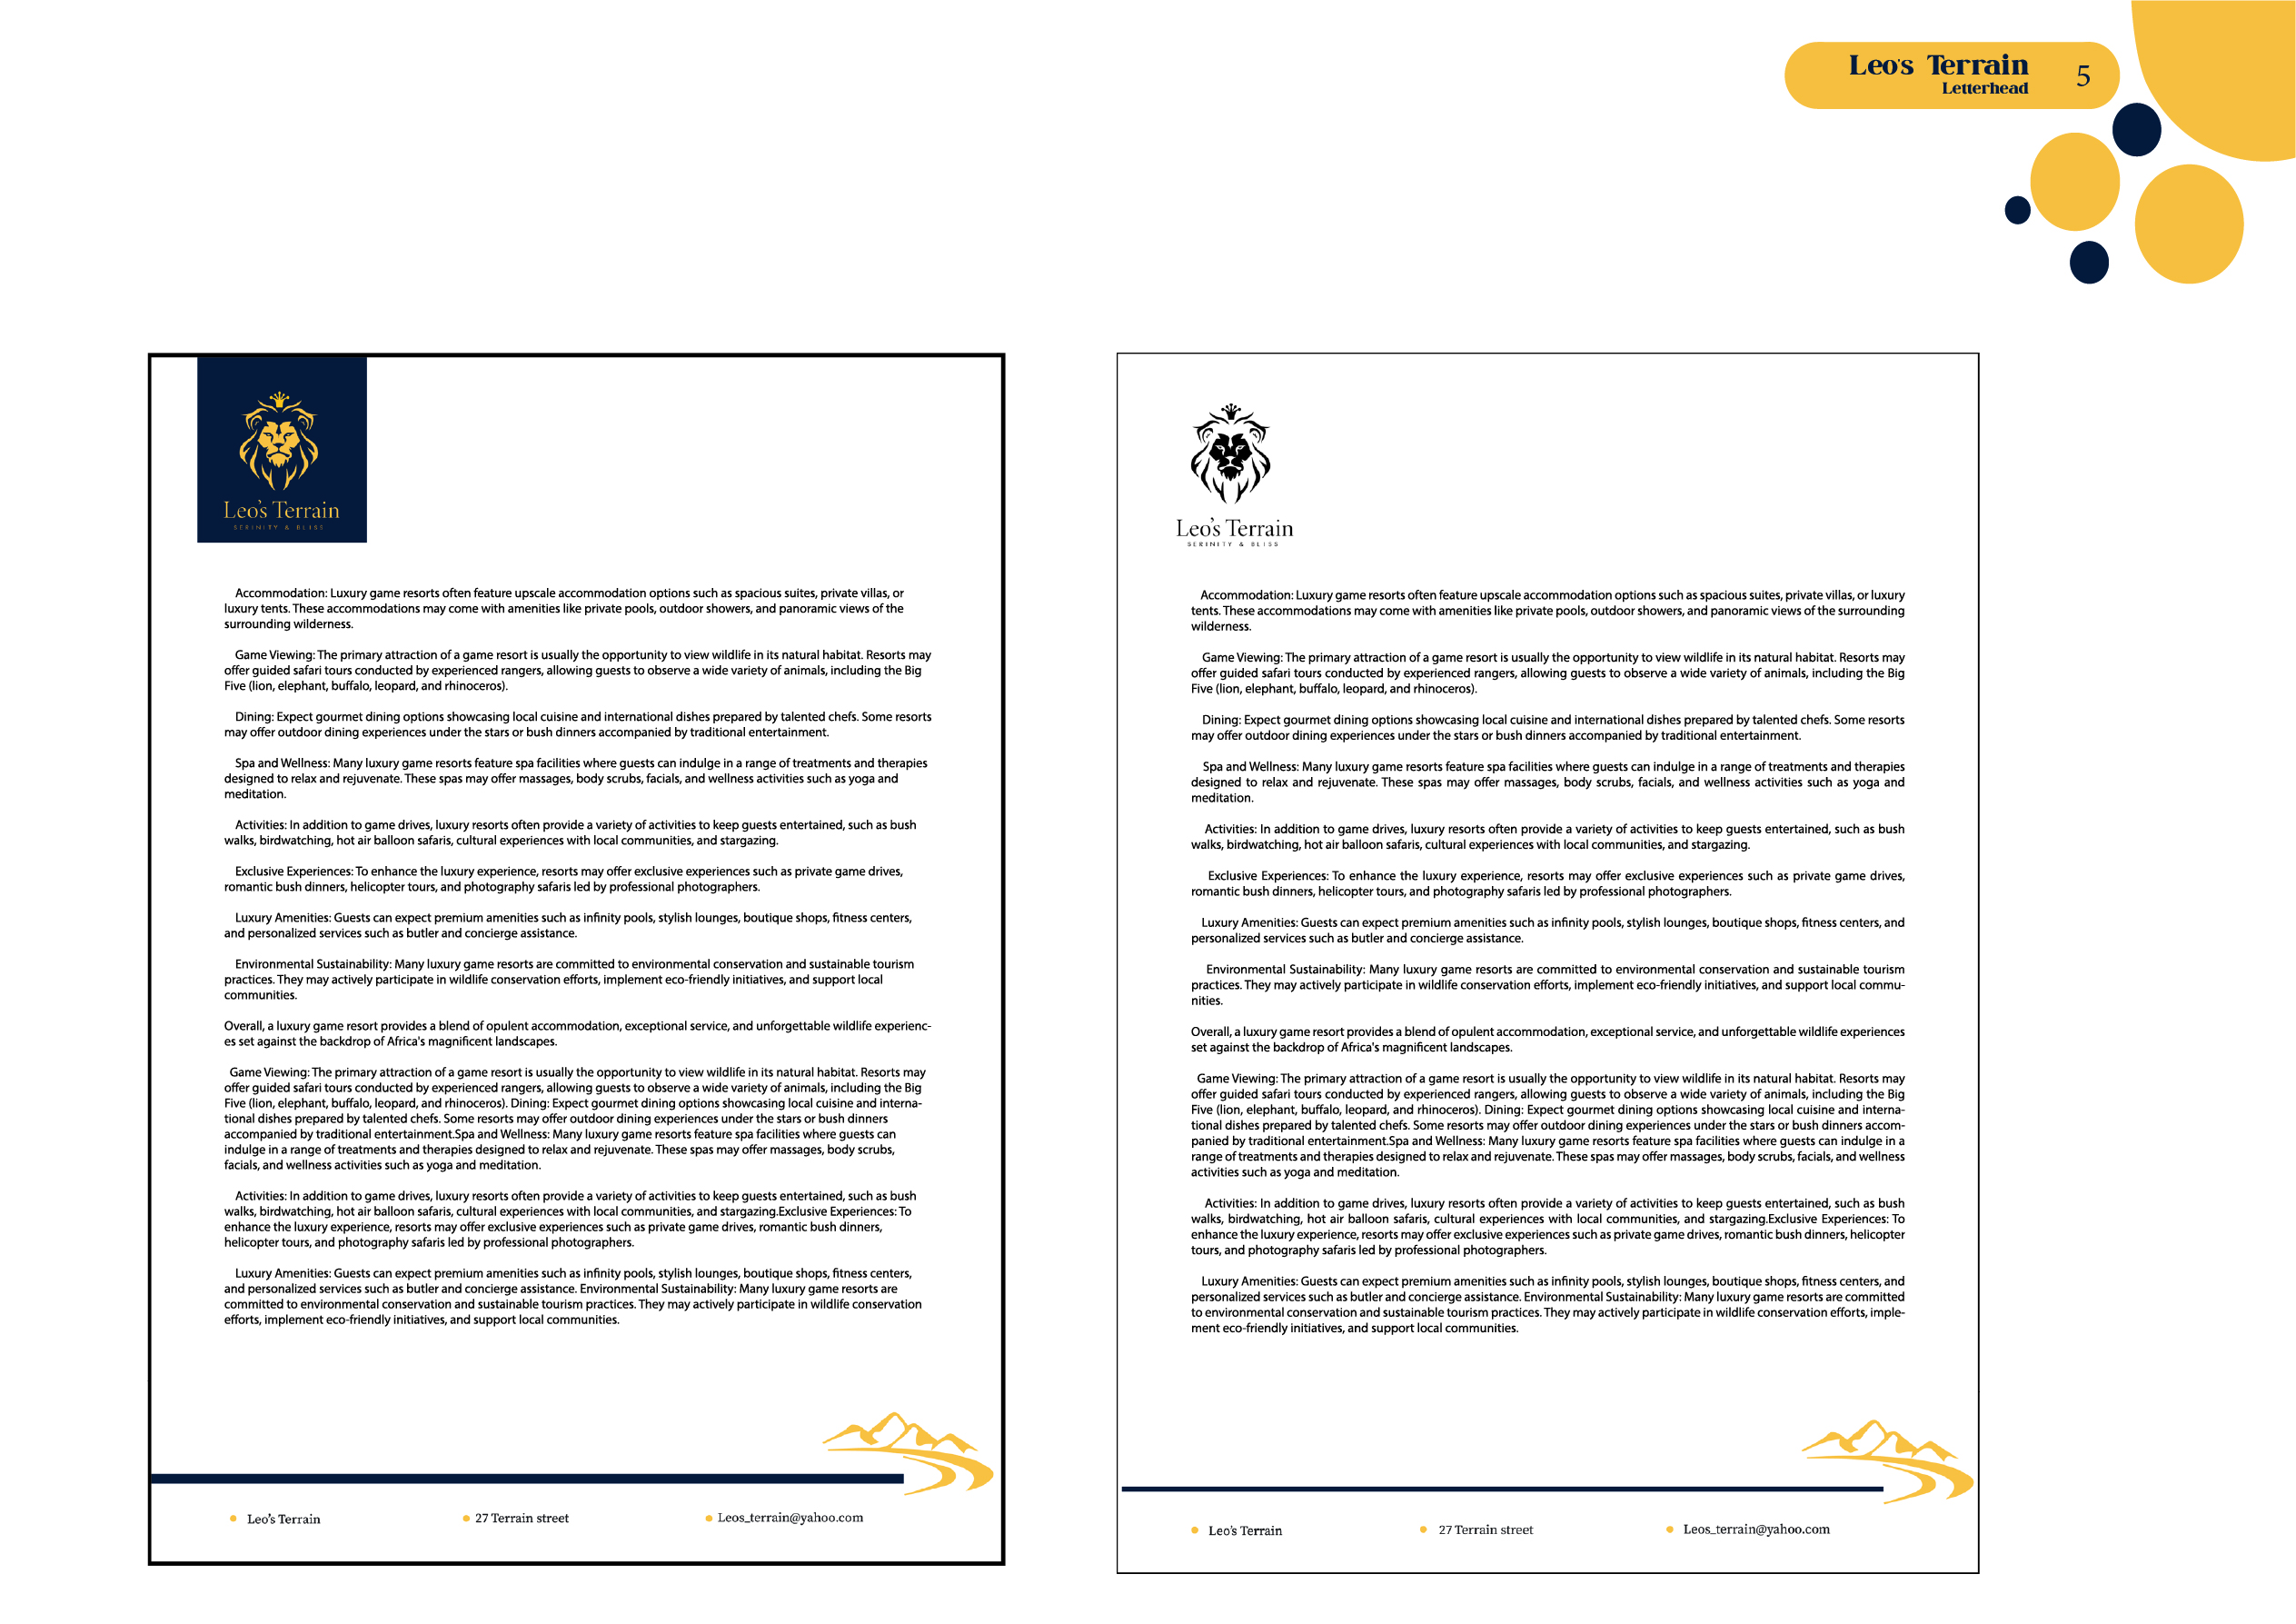 Leo's Terrain
Letterhead
5
Leo's Terrain
SERINITY & BLISS
Accommodation: Luxury game resorts often feature upscale accommodation options such as spacious suites, private villas, or
luxury tents. These accommodations may come with amenities like private pools, outdoor showers, and panoramic views of the
surrounding wilderness.
Game Viewing: The primary attraction of a game resort is usually the opportunity to view wildlife in its natural habitat. Resorts may
offer guided safari tours conducted by experienced rangers, allowing guests to observe a wide variety of animals, including the Big
Five (lion, elephant, buffalo, leopard, and rhinoceros).
Dining: Expect gourmet dining options showcasing local cuisine and international dishes prepared by talented chefs. Some resorts
may offer outdoor dining experiences under the stars or bush dinners accompanied by traditional entertainment.
Spa and Wellness: Many luxury game resorts feature spa facilities where guests can indulge in a range of treatments and therapies
designed to relax and rejuvenate. These spas may offer massages, body scrubs, facials, and wellness activities such as yoga and
meditation.
Activities: In addition to game drives, luxury resorts often provide a variety of activities to keep guests entertained, such as bush
walks, birdwatching, hot air balloon safaris, cultural experiences with local communities, and stargazing.
Exclusive Experiences: To enhance the luxury experience, resorts may offer exclusive experiences such as private game drives,
romantic bush dinners, helicopter tours, and photography safaris led by professional photographers.
Luxury Amenities: Guests can expect premium amenities such as infinity pools, stylish lounges, boutique shops, fitness centers,
and personalized services such as butler and concierge assistance.
Environmental Sustainability: Many luxury game resorts are committed to environmental conservation and sustainable tourism
practices. They may actively participate in wildlife conservation efforts, implement eco-friendly initiatives, and support local
communities.
Overall, a luxury game resort provides a blend of opulent accommodation, exceptional service, and unforgettable wildlife experienc-
es set against the backdrop of Africa's magnificent landscapes.
Game Viewing: The primary attraction of a game resort is usually the opportunity to view wildlife in its natural habitat. Resorts may
offer guided safari tours conducted by experienced rangers, allowing guests to observe a wide variety of animals, including the Big
Five (lion, elephant, buffalo, leopard, and rhinoceros). Dining: Expect gourmet dining options showcasing local cuisine and interna-
tional dishes prepared by talented chefs. Some resorts may offer outdoor dining experiences under the stars or bush dinners
accompanied by traditional entertainment.Spa and Wellness: Many luxury game resorts feature spa facilities where guests can
indulge in a range of treatments and therapies designed to relax and rejuvenate. These spas may offer massages, body scrubs,
facials, and wellness activities such as yoga and meditation.
Activities: In addition to game drives, luxury resorts often provide a variety of activities to keep guests entertained, such as bush
walks, birdwatching, hot air balloon safaris, cultural experiences with local communities, and stargazing.Exclusive Experiences: To
enhance the luxury experience, resorts may offer exclusive experiences such as private game drives, romantic bush dinners,
helicopter tours, and photography safaris led by professional photographers.
Luxury Amenities: Guests can expect premium amenities such as infinity pools, stylish lounges, boutique shops, fitness centers,
and personalized services such as butler and concierge assistance. Environmental Sustainability: Many luxury game resorts are
committed to environmental conservation and sustainable tourism practices. They may actively participate in wildlife conservation
efforts, implement eco-friendly initiatives, and support local communities.
Leo's Terrain
27 Terrain street
Leos_terrain@yahoo.com
Leo's Terrain
SERINITY & BLISS
Accommodation: Luxury game resorts often feature upscale accommodation options such as spacious suites, private villas, or luxury
tents. These accommodations may come with amenities like private pools, outdoor showers, and panoramic views of the surrounding
wilderness.
Game Viewing: The primary attraction of a game resort is usually the opportunity to view wildlife in its natural habitat. Resorts may
offer guided safari tours conducted by experienced rangers, allowing guests to observe a wide variety of animals, including the Big
Five (lion, elephant, buffalo, leopard, and rhinoceros).
Dining: Expect gourmet dining options showcasing local cuisine and international dishes prepared by talented chefs. Some resorts
may offer outdoor dining experiences under the stars or bush dinners accompanied by traditional entertainment.
Spa and Wellness: Many luxury game resorts feature spa facilities where guests can indulge in a range of treatments and therapies
designed to relax and rejuvenate. These spas may offer massages, body scrubs, facials, and wellness activities such as yoga and
meditation.
Activities: In addition to game drives, luxury resorts often provide a variety of activities to keep guests entertained, such as bush
walks, birdwatching, hot air balloon safaris, cultural experiences with local communities, and stargazing.
Exclusive Experiences: To enhance the luxury experience, resorts may offer exclusive experiences such as private game drives,
romantic bush dinners, helicopter tours, and photography safaris led by professional photographers.
Luxury Amenities: Guests can expect premium amenities such as infinity pools, stylish lounges, boutique shops, fitness centers, and
personalized services such as butler and concierge assistance.
Environmental Sustainability: Many luxury game resorts are committed to environmental conservation and sustainable tourism
practices. They may actively participate in wildlife conservation efforts, implement eco-friendly initiatives, and support local commu-
nities.
Overall, a luxury game resort provides a blend of opulent accommodation, exceptional service, and unforgettable wildlife experiences
set against the backdrop of Africa's magnificent landscapes.
Game Viewing: The primary attraction of a game resort is usually the opportunity to view wildlife in its natural habitat. Resorts may
offer guided safari tours conducted by experienced rangers, allowing guests to observe a wide variety of animals, including the Big
Five (lion, elephant, buffalo, leopard, and rhinoceros). Dining: Expect gourmet dining options showcasing local cuisine and interna-
tional dishes prepared by talented chefs. Some resorts may offer outdoor dining experiences under the stars or bush dinners accom-
panied by traditional entertainment.Spa and Wellness: Many luxury game resorts feature spa facilities where guests can indulge in a
range of treatments and therapies designed to relax and rejuvenate. These spas may offer massages, body scrubs, facials, and wellness
activities such as yoga and meditation.
Activities: In addition to game drives, luxury resorts often provide a variety of activities to keep guests entertained, such as bush
walks, birdwatching, hot air balloon safaris, cultural experiences with local communities, and stargazing.Exclusive Experiences: To
enhance the luxury experience, resorts may offer exclusive experiences such as private game drives, romantic bush dinners, helicopter
tours, and photography safaris led by professional photographers.
Luxury Amenities: Guests can expect premium amenities such as infinity pools, stylish lounges, boutique shops, fitness centers, and
personalized services such as butler and concierge assistance. Environmental Sustainability: Many luxury game resorts are committed
to environmental conservation and sustainable tourism practices. They may actively participate in wildlife conservation efforts, imple-
ment eco-friendly initiatives, and support local communities.
Leo's Terrain
27 Terrain street
Leos_terrain@yahoo.com